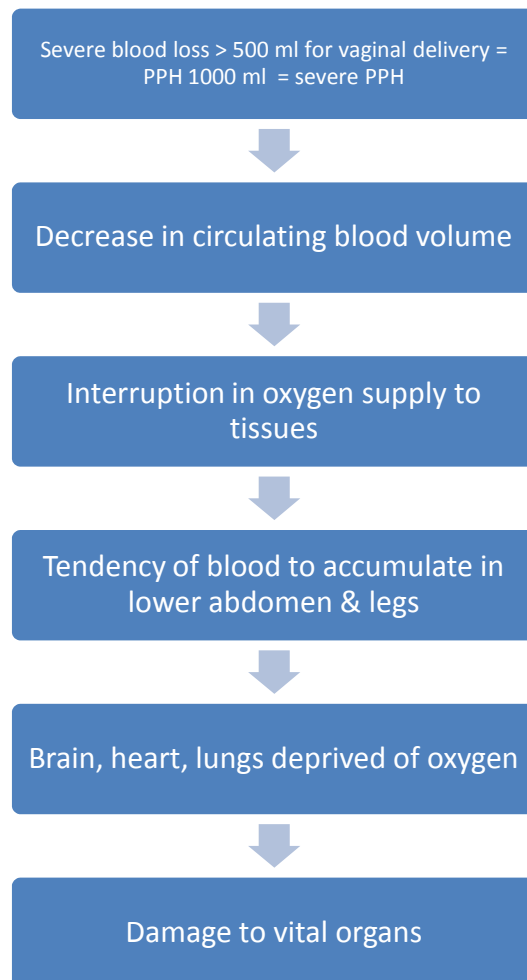 Severe blood loss > 500 ml for vaginal delivery =
PPH 1000 ml  = severe PPH
Decrease in circulating blood volume
Interruption in oxygen supply to
tissues
Tendency of blood to accumulate in
lower abdomen & legs
Brain, heart, lungs deprived of oxygen
Damage to vital organs